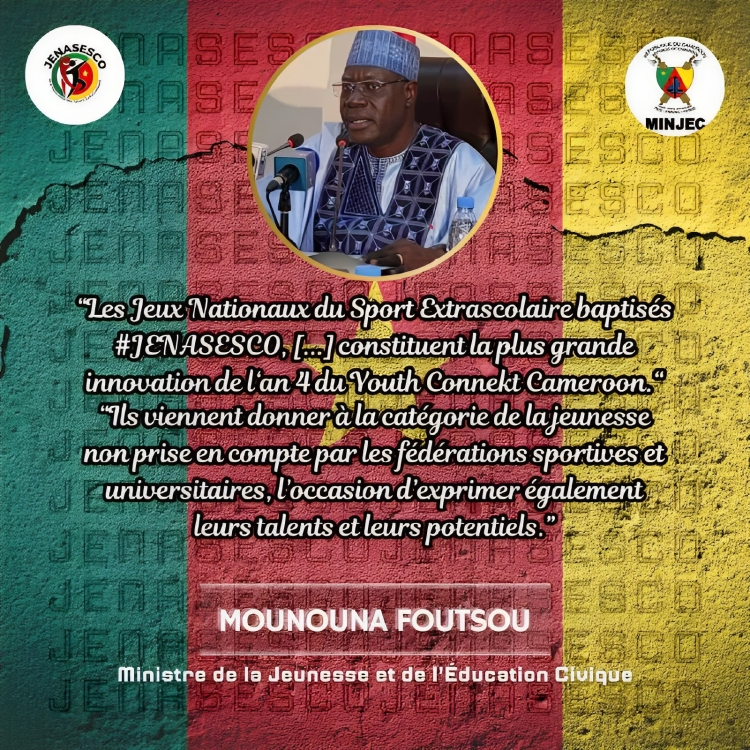 JENASESCO
RÉPUBLIQUE DU CAMEROUN
MINJEC
“Les Jeux Nationaux du Sport Extrascolaire baptisés
#JENASESCO, [...] constituent la plus grande
innovation de l'an 4 du Youth Connekt Cameroon.“
“Ils viennent donner à la catégorie de la jeunesse
non prise en compte par les fédérations sportives et
universitaires, l'occasion d'exprimer également
leurs talents et leurs potentiels.”
MOUNOUNA FOUTSOU
Ministre de la Jeunesse et de l'Éducation Civique